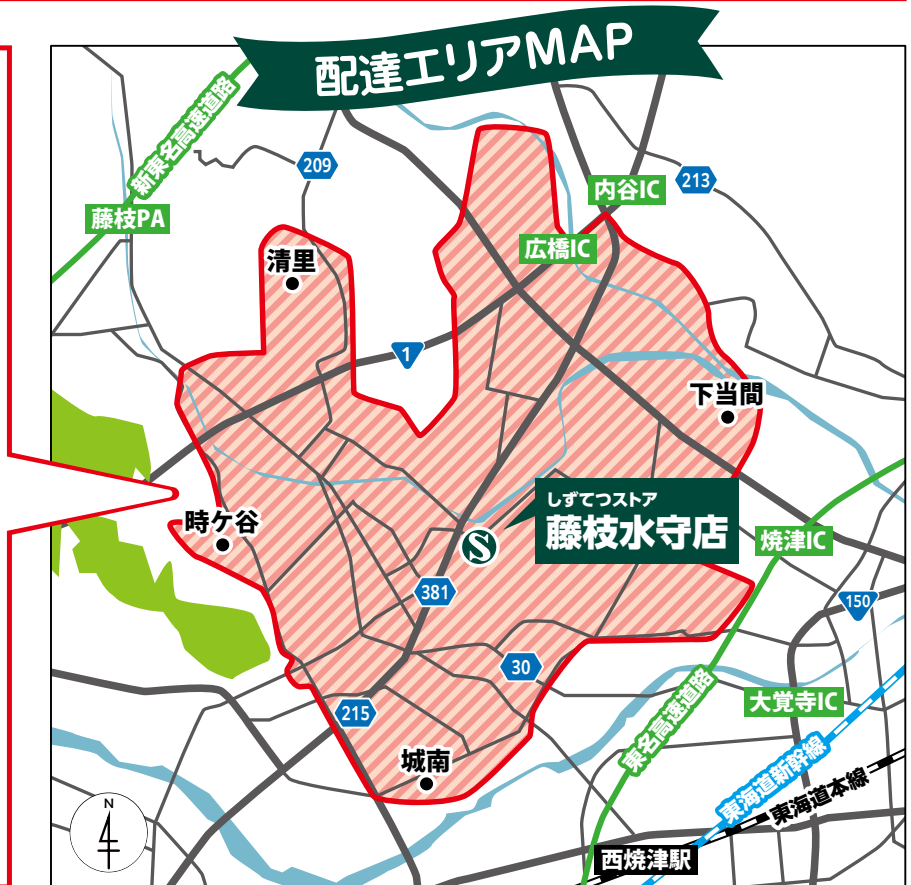 配達エリアMAP
新東名高速道路
209
213
内谷IC
藤枝PA
広橋IC
清里
1
下当間
しずてつストア
藤枝水守店
S
時ケ谷
焼津IC
381
150
30
大覚寺IC
215
東名高速道路
城南
東海道新幹線
東海道本線
N
西焼津駅